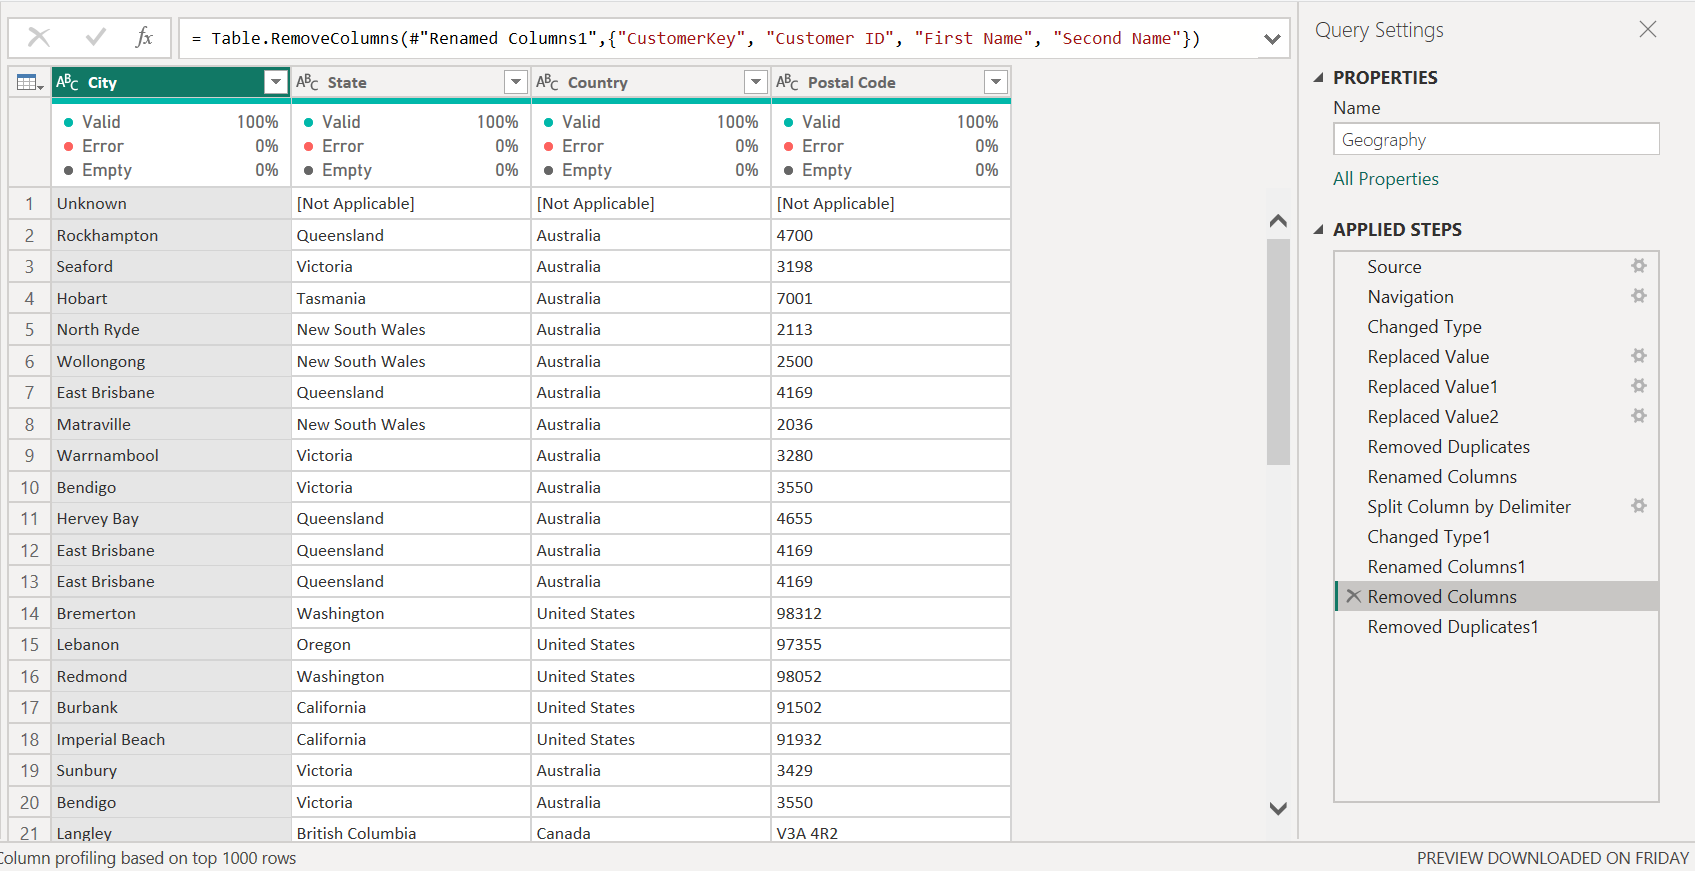 fx = Table.RemoveColumns(#"Renamed Columns1",{"CustomerKey", "Customer ID", "First Name", "Second Name"})
ABC City ABC State ABC Country ABC Postal Code
Valid 100% Valid 100% Valid 100% Valid 100%
Error 0% Error 0% Error 0% Error 0%
Empty 0% Empty 0% Empty 0% Empty 0%
1 Unknown [Not Applicable] [Not Applicable] [Not Applicable]
2 Rockhampton Queensland Australia 4700
3 Seaford Victoria Australia 3198
4 Hobart Tasmania Australia 7001
5 North Ryde New South Wales Australia 2113
6 Wollongong New South Wales Australia 2500
7 East Brisbane Queensland Australia 4169
8 Matraville New South Wales Australia 2036
9 Warrnambool Victoria Australia 3280
10 Bendigo Victoria Australia 3550
11 Hervey Bay Queensland Australia 4655
12 East Brisbane Queensland Australia 4169
13 East Brisbane Queensland Australia 4169
14 Bremerton Washington United States 98312
15 Lebanon Oregon United States 97355
16 Redmond Washington United States 98052
17 Burbank California United States 91502
18 Imperial Beach California United States 91932
19 Sunbury Victoria Australia 3429
20 Bendigo Victoria Australia 3550
21 Langley British Columbia Canada V3A 4R2
Query Settings
PROPERTIES
Name
Geography
All Properties
APPLIED STEPS
Source
Navigation
Changed Type
Replaced Value
Replaced Value1
Replaced Value2
Removed Duplicates
Renamed Columns
Split Column by Delimiter
Changed Type1
Renamed Columns1
Removed Columns
Removed Duplicates1
Column profiling based on top 1000 rows
PREVIEW DOWNLOADED ON FRIDAY